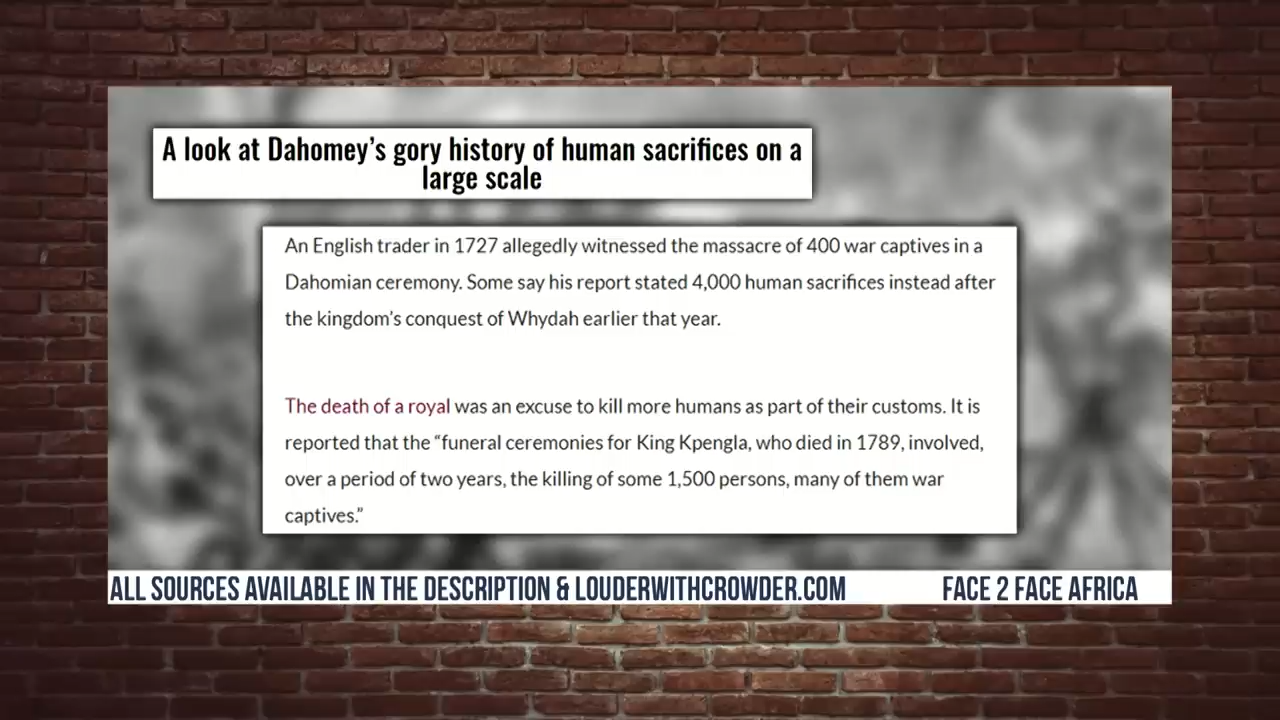 A look at Dahomey’s gory history of human sacrifices on a
large scale
An English trader in 1727 allegedly witnessed the massacre of 400 war captives in a
Dahomian ceremony. Some say his report stated 4,000 human sacrifices instead after
the kingdom’s conquest of Whydah earlier that year.
The death of a royal was an excuse to kill more humans as part of their customs. It is
reported that the “funeral ceremonies for King Kpengla, who died in 1789, involved,
over a period of two years, the killing of some 1,500 persons, many of them war
captives.”
ALL SOURCES AVAILABLE IN THE DESCRIPTION & LOUDERWITHCROWDER.COM
FACE 2 FACE AFRICA